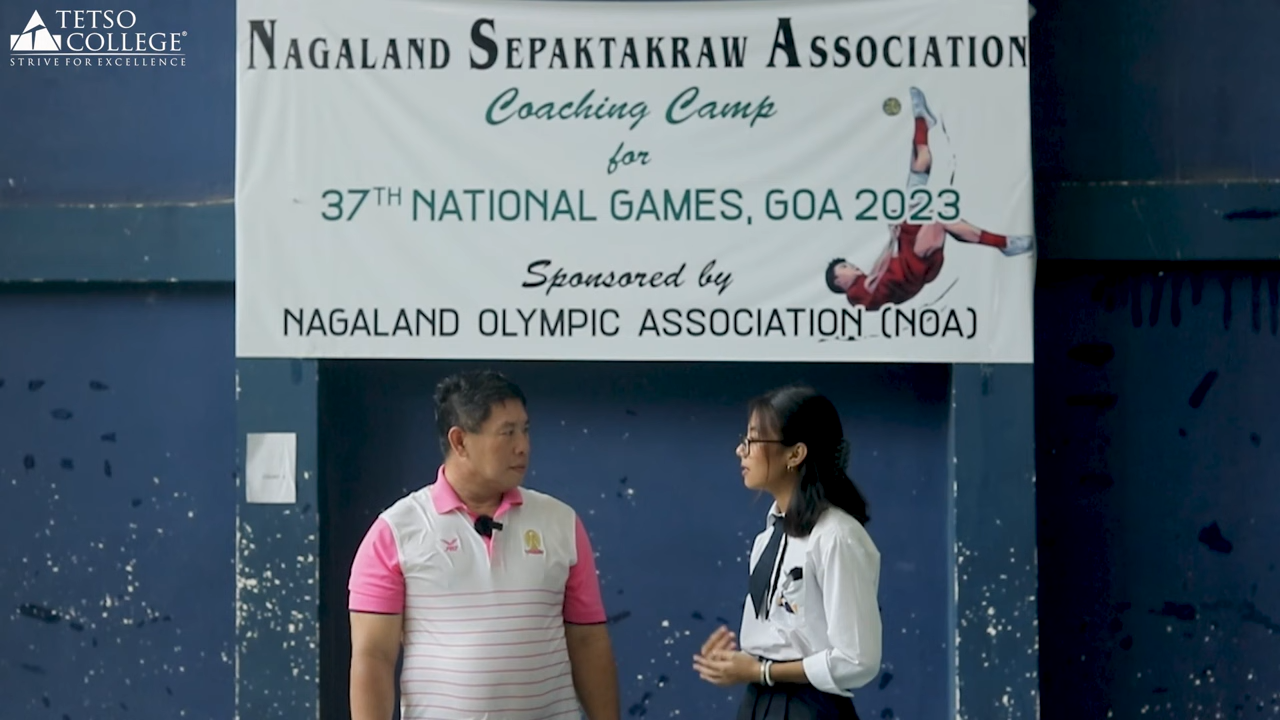 TETSO
COLLEGE®
STRIVE FOR EXCELLENCE
NAGALAND SEPAKTAKRAW ASSOCIATION
Coaching Camp
for
37TH NATIONAL GAMES, GOA 2023
Sponsored by
NAGALAND OLYMPIC ASSOCIATION (NOA)